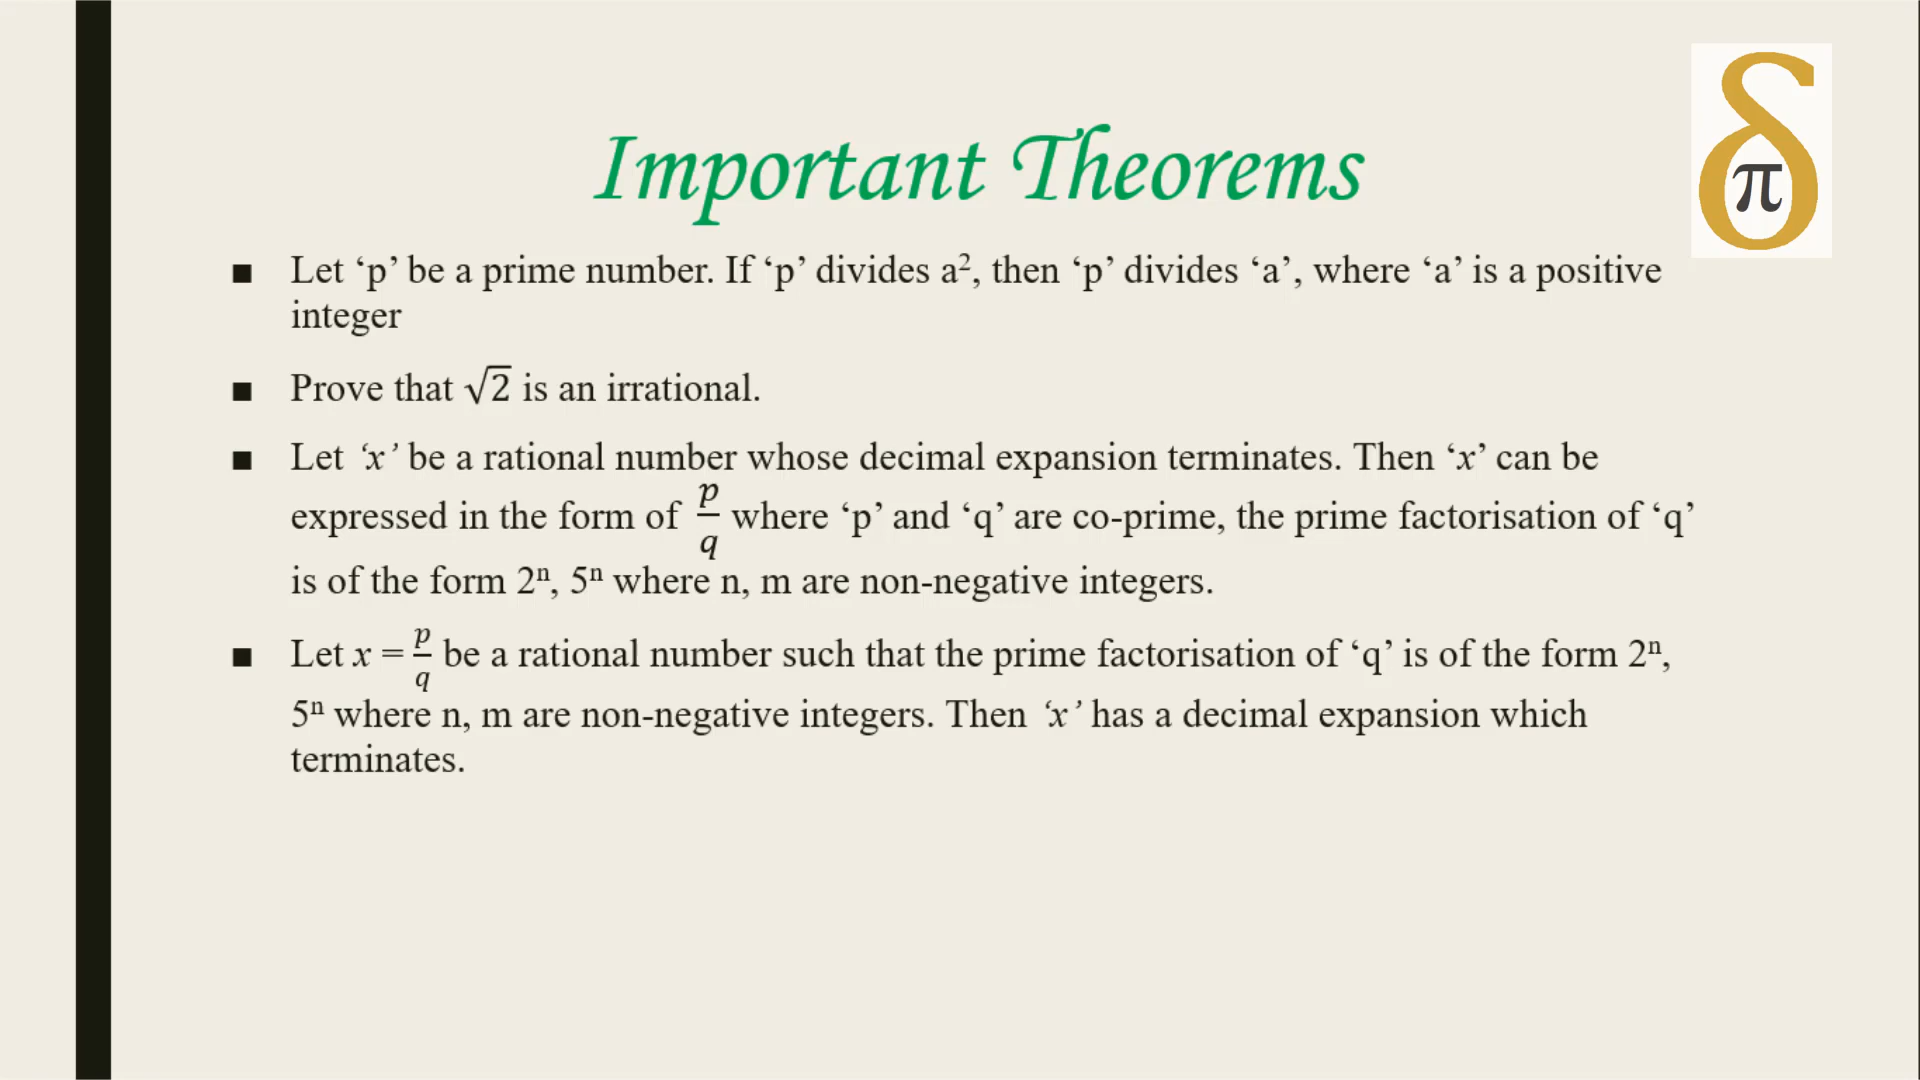 Important Theorems
δ
π
■ Let ‘p’ be a prime number. If ‘p’ divides a², then ‘p’ divides ‘a’, where ‘a’ is a positive
integer
■ Prove that √2 is an irrational.
■ Let ‘x’ be a rational number whose decimal expansion terminates. Then ‘x’ can be
expressed in the form of p/q where ‘p’ and ‘q’ are co-prime, the prime factorisation of ‘q’
is of the form 2ⁿ, 5ⁿ where n, m are non-negative integers.
■ Let x = p/q be a rational number such that the prime factorisation of ‘q’ is of the form 2ⁿ,
5ⁿ where n, m are non-negative integers. Then ‘x’ has a decimal expansion which
terminates.